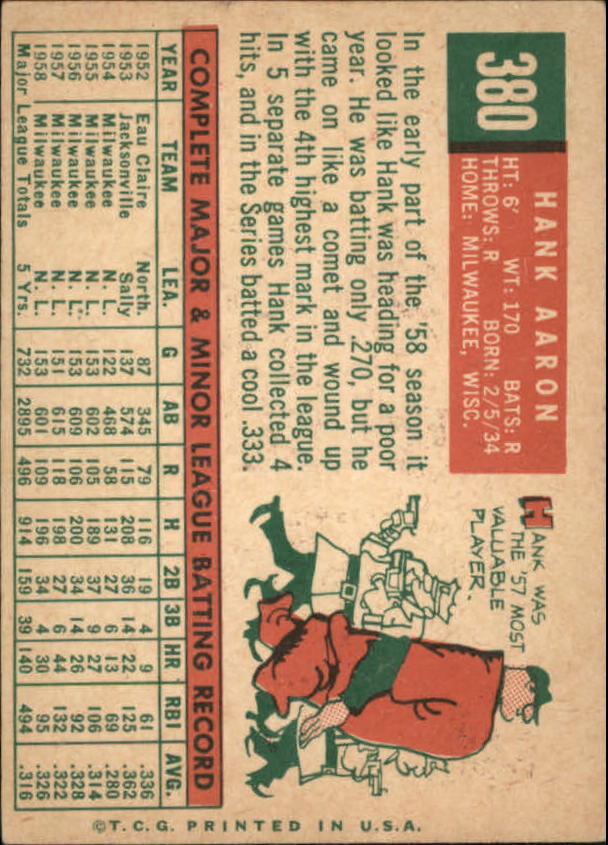 380
HANK AARON
HT: 6' WT: 170 BATS: R
THROWS: R BORN: 2/5/34
HOME: MILWAUKEE, WISC.
In the early part of the '58 season it
looked like Hank was heading for a poor
year. He was batting only .270, but he
came on like a comet and wound up
with the 4th highest mark in the league.
In 5 separate games Hank collected 4
hits, and in the Series batted a cool .333.
HANK WAS
THE '57 MOST
VALUABLE
PLAYER.
COMPLETE MAJOR & MINOR LEAGUE BATTING RECORD
YEAR TEAM LEA. G AB R H 2B 3B HR RBI AVG.
1952 Eau Claire North. 87 345 79 116 19 4 9 61 .336
1953 Jacksonville Sally 137 574 115 208 36 14 22 125 .362
1954 Milwaukee N. L. 122 468 58 131 27 6 13 69 .280
1955 Milwaukee N. L. 153 602 105 189 37 9 27 106 .314
1956 Milwaukee N. L. 153 609 106 200 34 14 26 92 .328
1957 Milwaukee N. L. 151 615 118 198 27 6 44 132 .322
1958 Milwaukee N. L. 153 601 109 196 34 4 30 95 .326
Major League Totals 5 Yrs. 732 2895 496 914 159 39 140 494 .316
©T.C.G. PRINTED IN U.S.A.